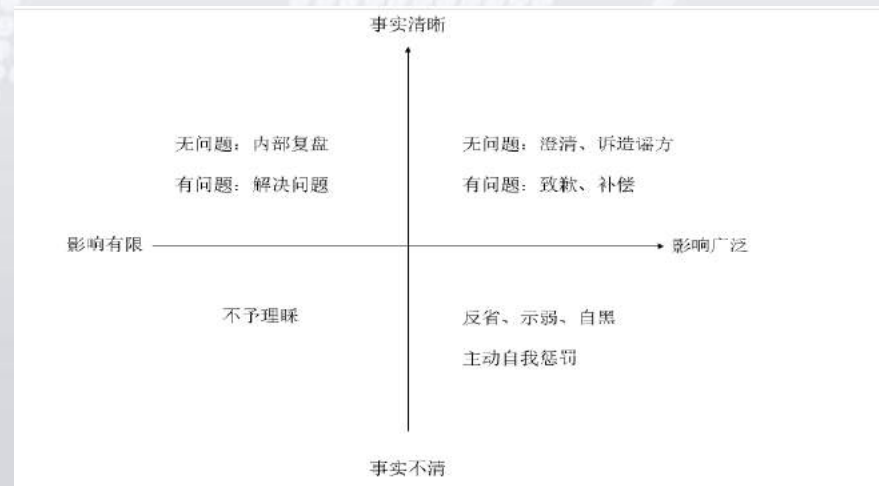 事实清晰
无问题：内部复盘
无问题：澄清、诉造谣方
有问题：解决问题
有问题：致歉、补偿
影响有限
影响广泛
不予理睬
反省、示弱、自黑
主动自我惩罚
事实不清